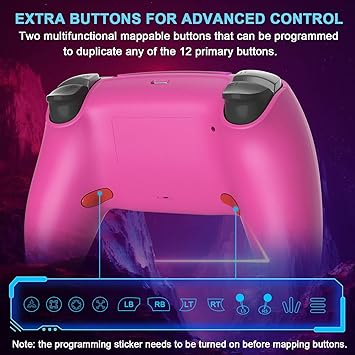 EXTRA BUTTONS FOR ADVANCED CONTROL
Two multifunctional mappable buttons that can be programmed
to duplicate any of the 12 primary buttons.
LB RB LT RT
Note: the programming sticker needs to be turned on before mapping buttons.